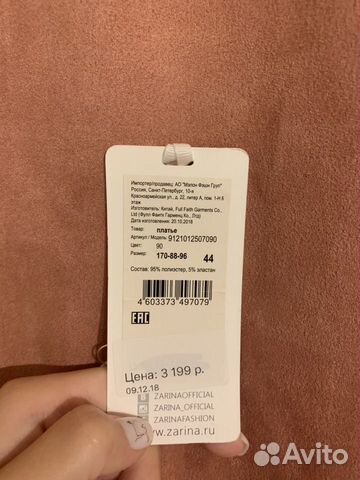 Импортер/продавец: АО "Мэлон Фэшн Груп"
Россия, Санкт-Петербург, 10-я
Красноармейская ул., д. 22, литер А, пом. 1-Н,6
этаж
Изготовитель: Китай, Full Faith Garments Co.,
Ltd (Фулл Фаитх Гарменц Ко., Лтд)
Дата изготовления: 20.10.2018
Товар: платье
Артикул / Модель: 9121012507090
Цвет: 90
Размер: 170-88-96 44
Состав: 95% полиэстер, 5% эластан
4 603373 497079
EAC
Цена: 3 199 р.
09.12.18
ZARINAOFFICIAL
ZARINA_OFFICIAL
ZARINAFASHION
www.zarina.ru
Avito